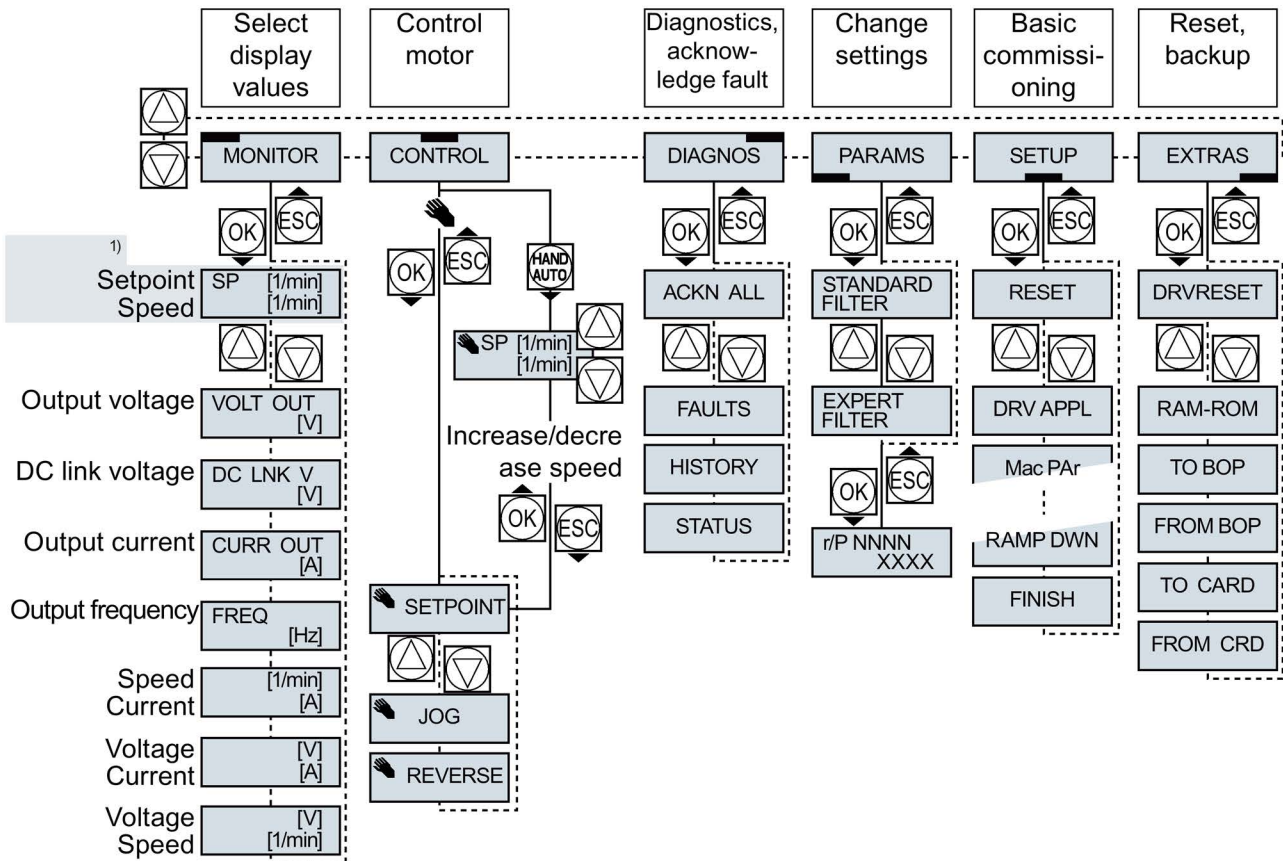 Select
display
values
Control
motor
Diagnostics,
acknow-
ledge fault
Change
settings
Basic
commissi-
oning
Reset,
backup
MONITOR
CONTROL
DIAGNOS
PARAMS
SETUP
EXTRAS
OK
ESC
OK
ESC
HAND
AUTO
OK
ESC
OK
ESC
OK
ESC
OK
ESC
1)
Setpoint
Speed
SP [1/min]
[1/min]
SP [1/min]
[1/min]
ACKN ALL
STANDARD
FILTER
RESET
DRVRESET
Output voltage
VOLT OUT
[V]
Increase/decre
ase speed
FAULTS
EXPERT
FILTER
DRV APPL
RAM-ROM
DC link voltage
DC LNK V
[V]
HISTORY
Mac PAr
TO BOP
OK
ESC
OK
ESC
Output current
CURR OUT
[A]
STATUS
r/P NNNN
XXXX
RAMP DWN
FROM BOP
Output frequency
FREQ
[Hz]
SETPOINT
FINISH
TO CARD
FROM CRD
Speed
Current
[1/min]
[A]
JOG
Voltage
Current
[V]
[A]
REVERSE
Voltage
Speed
[V]
[1/min]